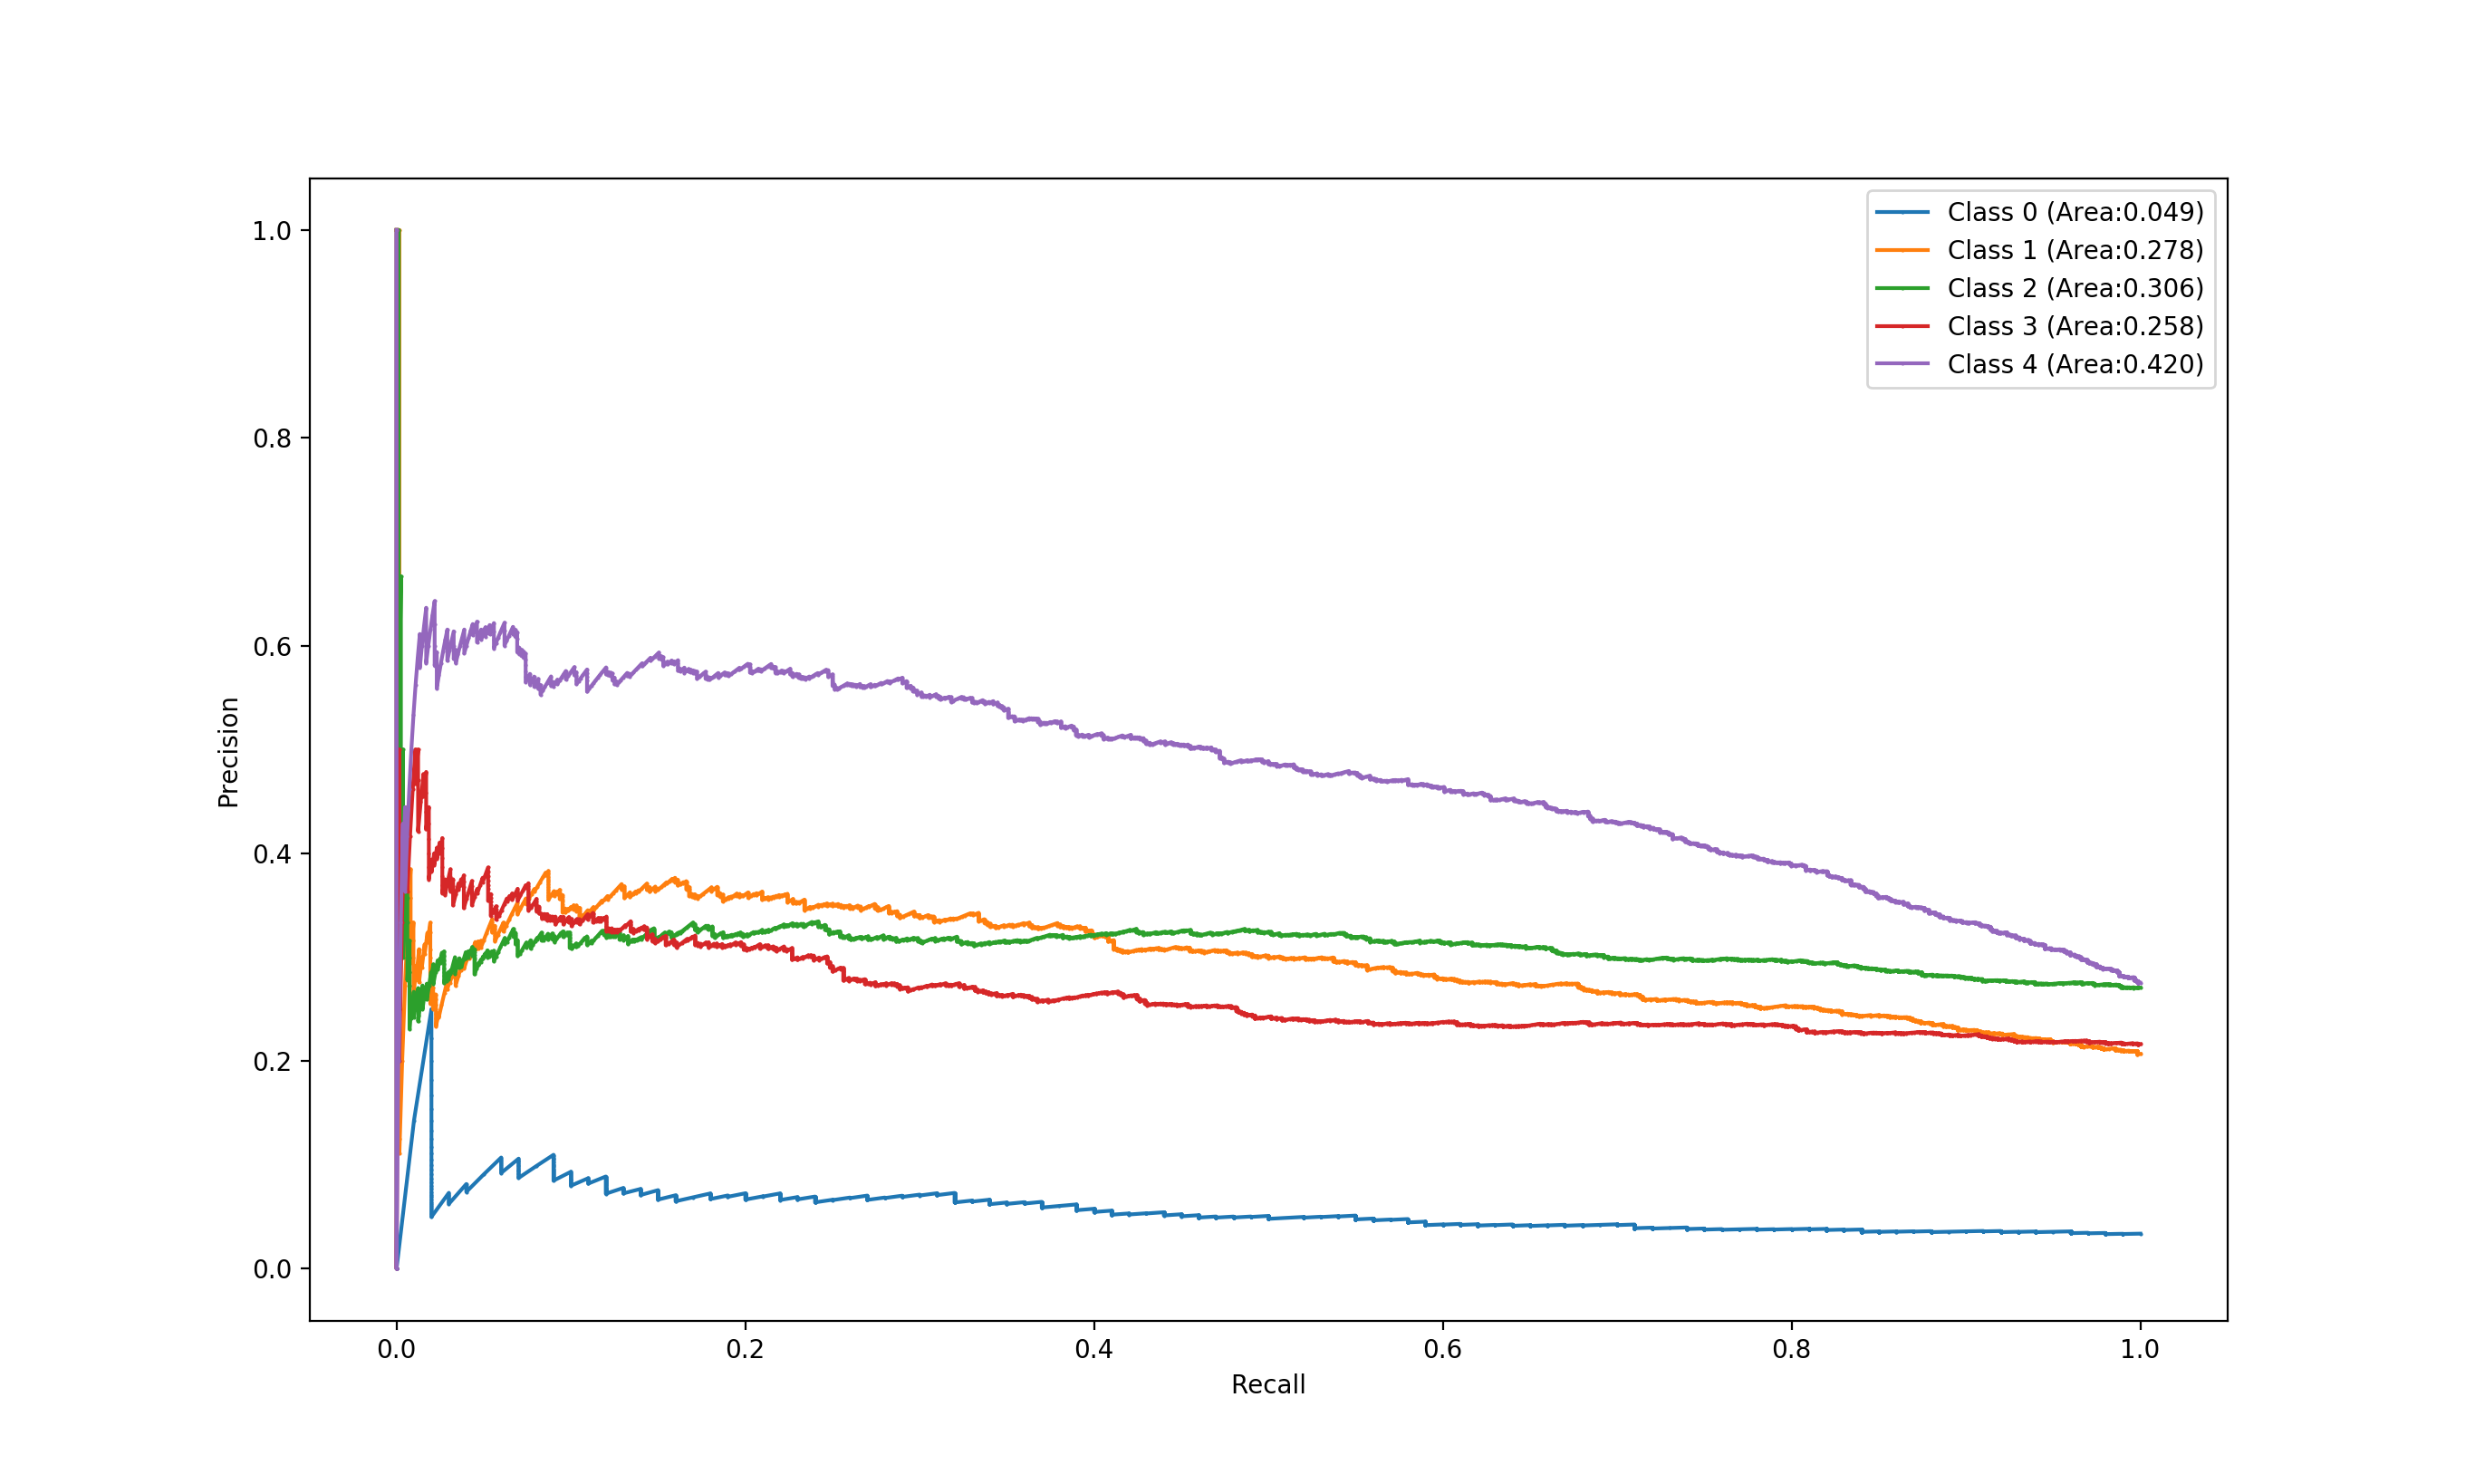 Class 0 (Area:0.049)
Class 1 (Area:0.278)
Class 2 (Area:0.306)
Class 3 (Area:0.258)
Class 4 (Area:0.420)
1.0
0.8
0.6
0.4
0.2
0.0
Precision
0.0 0.2 0.4 0.6 0.8 1.0
Recall